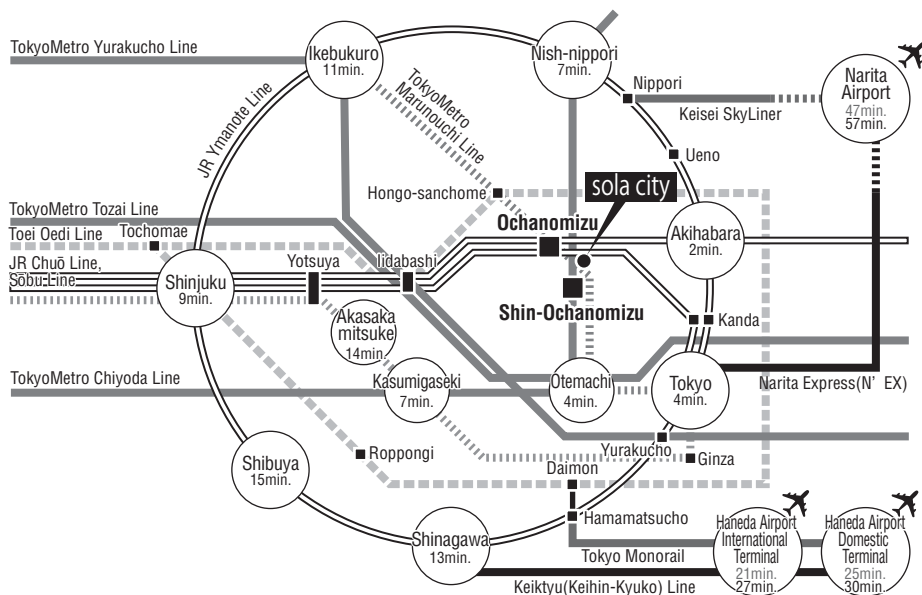 TokyoMetro Yurakucho Line
Ikebukuro
11min.
Nish-nippori
7min.
Nippori
Keisei SkyLiner
Narita
Airport
47min.
57min.
JR Ymanote Line
TokyoMetro
Marunouchi Line
Ueno
Hongo-sanchome
sola city
TokyoMetro Tozai Line
Toei Oedi Line
Tochomae
Ochanomizu
Akihabara
2min.
JR Chuō Line,
Sōbu Line
Shinjuku
9min.
Yotsuya
Iidabashi
Shin-Ochanomizu
Kanda
Akasaka
mitsuke
14min.
TokyoMetro Chiyoda Line
Kasumigaseki
7min.
Otemachi
4min.
Tokyo
4min.
Narita Express(N' EX)
Yurakucho
Ginza
Roppongi
Daimon
Shibuya
15min.
Hamamatsucho
Shinagawa
13min.
Tokyo Monorail
Haneda Airport
International
Terminal
21min.
27min.
Haneda Airport
Domestic
Terminal
25min.
30min.
Keiktyu(Keihin-Kyuko) Line